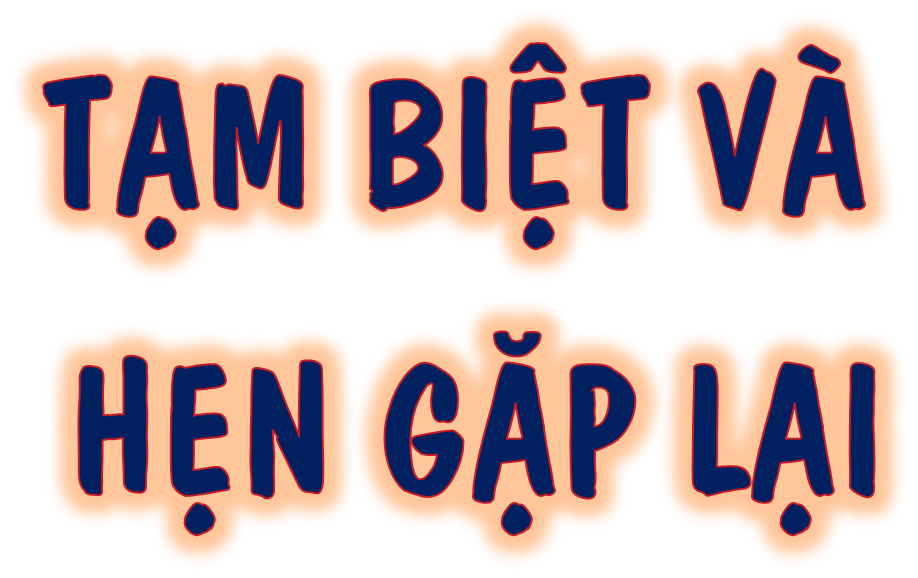 TẠM BIỆT VÀ
HẸN GẶP LẠI